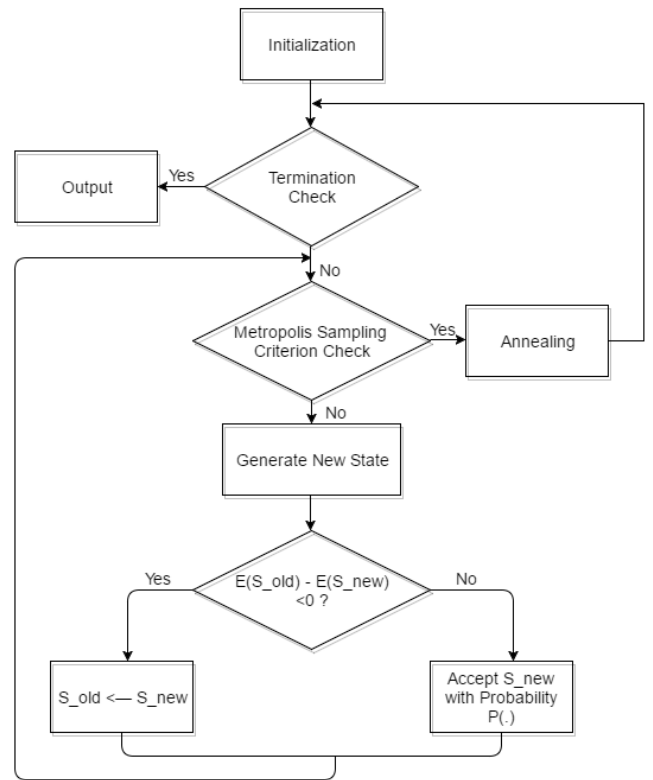 Initialization
Termination
Check
Yes
Output
No
Metropolis Sampling
Criterion Check
Yes
Annealing
No
Generate New State
E(S_old) - E(S_new)
<0 ?
Yes
No
S_old <— S_new
Accept S_new
with Probability
P(.)